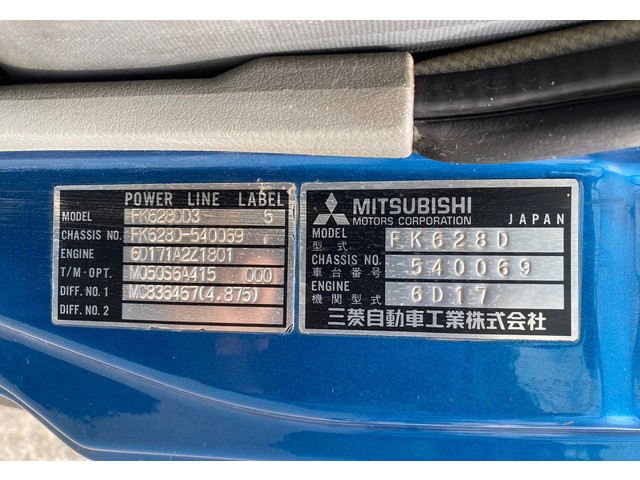 POWER LINE LABEL
MODEL FK628DD3 5
CHASSIS NO. FK628D-540069
ENGINE 6D171A2Z1801
T/M·OPT. M050S6A415 000
DIFF. NO. 1 MC836467(4.875)
DIFF. NO. 2
MITSUBISHI
MOTORS CORPORATION JAPAN
MODEL
型式 FK628D
CHASSIS NO.
車台番号 540069
ENGINE
機関型式 6D17
三菱自動車工業株式会社